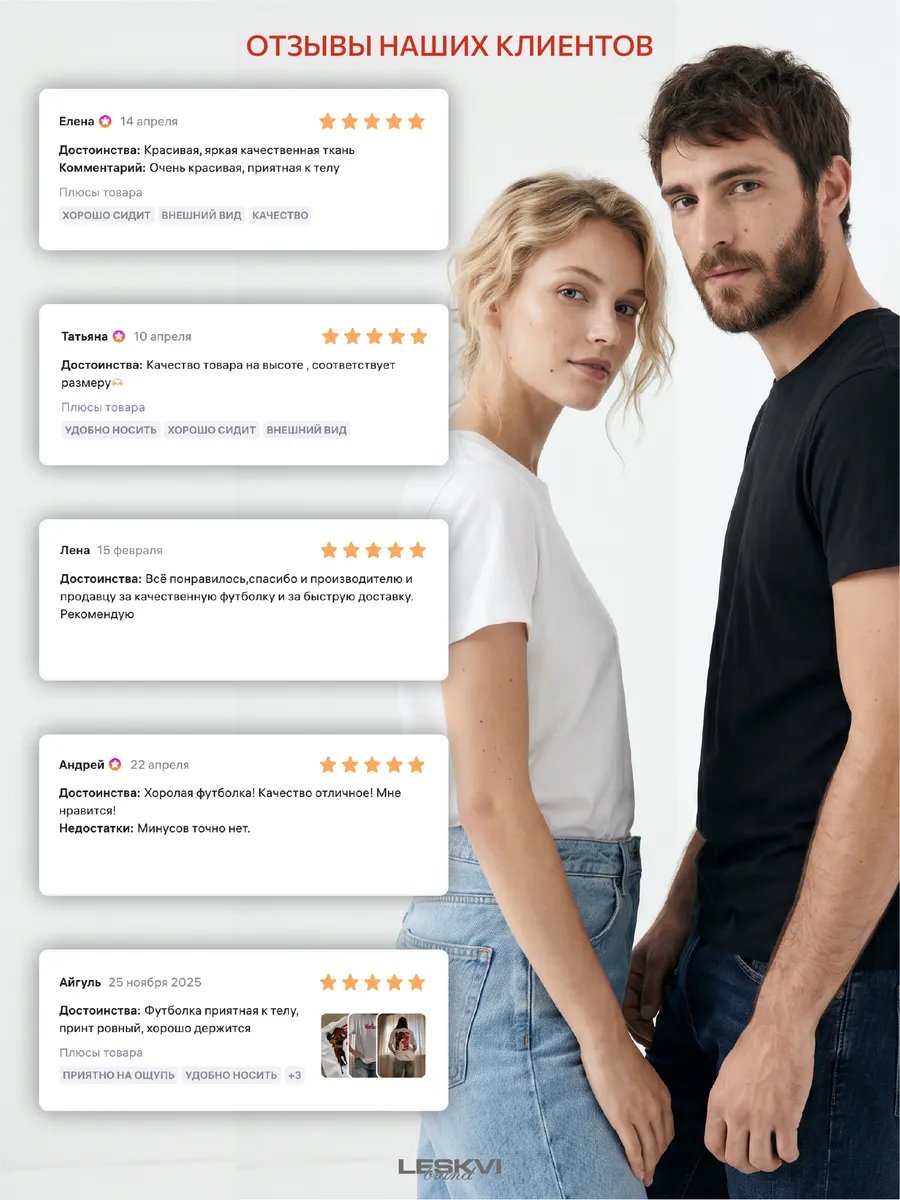 ОТЗЫВЫ НАШИХ КЛИЕНТОВ
Елена 14 апреля
Достоинства: Красивая, яркая качественная ткань
Комментарий: Очень красивая, приятная к телу
Плюсы товара
ХОРОШО СИДИТ ВНЕШНИЙ ВИД КАЧЕСТВО
Татьяна 10 апреля
Достоинства: Качество товара на высоте , соответствует
размеру🫶🏻
Плюсы товара
УДОБНО НОСИТЬ ХОРОШО СИДИТ ВНЕШНИЙ ВИД
Лена 15 февраля
Достоинства: Всё понравилось,спасибо и производителю и
продавцу за качественную футболку и за быструю доставку.
Рекомендую
Андрей 22 апреля
Достоинства: Хоролая футболка! Качество отличное! Мне
нравится!
Недостатки: Минусов точно нет.
Айгуль 25 ноября 2025
Достоинства: Футболка приятная к телу,
принт ровный, хорошо держится
Плюсы товара
ПРИЯТНО НА ОЩУПЬ УДОБНО НОСИТЬ +3
LESKVI
brand